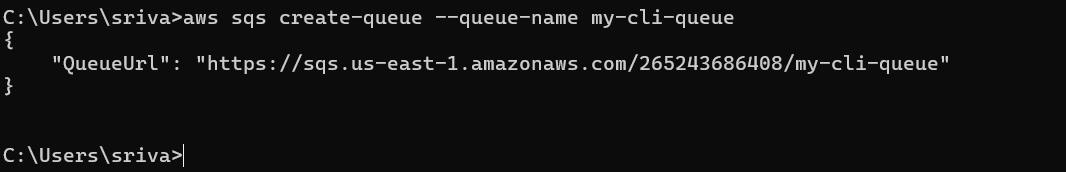 C:\Users\sriva>aws sqs create-queue --queue-name my-cli-queue
{
    "QueueUrl": "https://sqs.us-east-1.amazonaws.com/265243686408/my-cli-queue"
}
C:\Users\sriva>